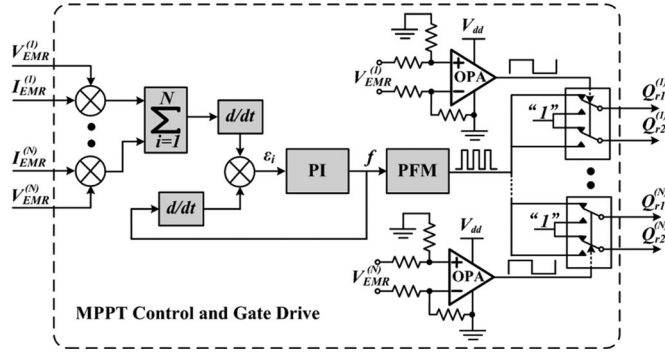 V_EMR^(1)
I_EMR^(1)
I_EMR^(N)
V_EMR^(N)
N
∑
i=1
d/dt
d/dt
ε_i
PI
f
PFM
V_EMR^(1)
V_dd
OPA
V_EMR^(N)
V_dd
OPA
“1”
Q_r1^(1)
Q_r2^(1)
“1”
Q_r1^(N)
Q_r2^(N)
MPPT Control and Gate Drive